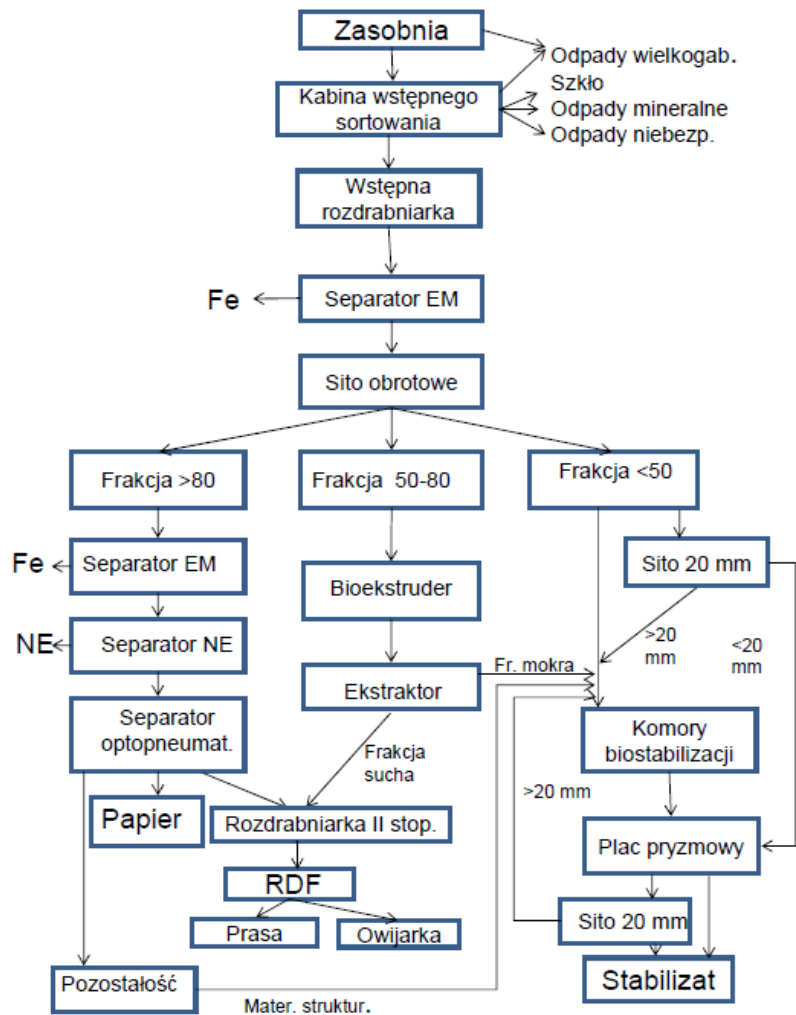 Zasobnia
Odpady wielkogab.
Szkło
Odpady mineralne
Odpady niebezp.
Kabina wstępnego
sortowania
Wstępna
rozdrabniarka
Fe
Separator EM
Sito obrotowe
Frakcja >80
Frakcja 50-80
Frakcja <50
Fe
Separator EM
Bioekstruder
Sito 20 mm
NE
Separator NE
>20
mm
<20
mm
Fr. mokra
Ekstraktor
Separator
optopneumat.
Komory
biostabilizacji
Frakcja
sucha
>20 mm
Papier
Rozdrabniarka II stop.
Plac pryzmowy
RDF
Prasa
Owijarka
Sito 20 mm
Pozostałość
Stabilizat
Mater. struktur.